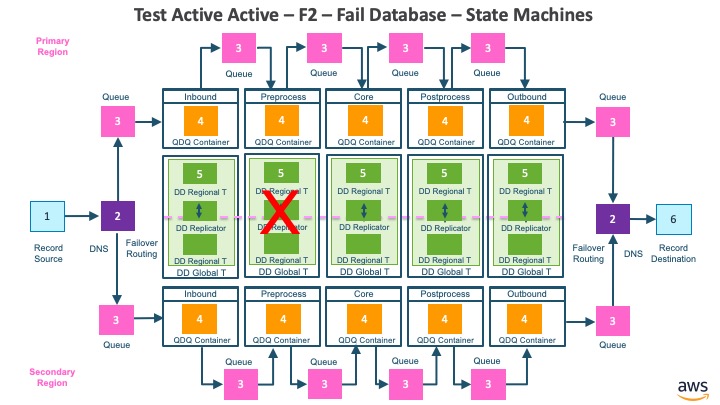 Test Active Active – F2 – Fail Database – State Machines
Primary
Region
3
3
3
3
Queue
Queue
Queue
Queue
Queue
3
Inbound
4
QDQ Container
Preprocess
4
QDQ Container
Core
4
QDQ Container
Postprocess
4
QDQ Container
Outbound
4
QDQ Container
Queue
3
5
DD Regional T
DD Replicator
DD Regional T
DD Global T
5
DD Regional T
DD Replicator
DD Regional T
DD Global T
5
DD Regional T
DD Replicator
DD Regional T
DD Global T
5
DD Regional T
DD Replicator
DD Regional T
DD Global T
5
DD Regional T
DD Replicator
DD Regional T
DD Global T
1
Record
Source
2
DNS
Failover
Routing
2
Failover
Routing
DNS
6
Record
Destination
3
Queue
Inbound
4
QDQ Container
Preprocess
4
QDQ Container
Core
4
QDQ Container
Postprocess
4
QDQ Container
Outbound
4
QDQ Container
3
Queue
Queue
Queue
Queue
Queue
3
3
3
3
Secondary
Region
aws